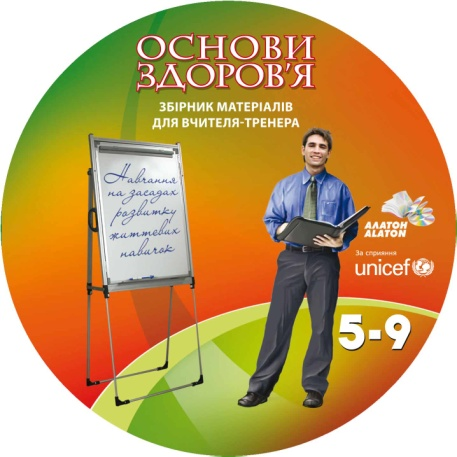 ОСНОВИ
ЗДОРОВ'Я
ЗБІРНИК МАТЕРІАЛІВ
ДЛЯ ВЧИТЕЛЯ-ТРЕНЕРА
Навчання
на засадах
розвитку
життєвих
навичок
АЛАТОН
ALATON
За сприяння
unicef
5-9